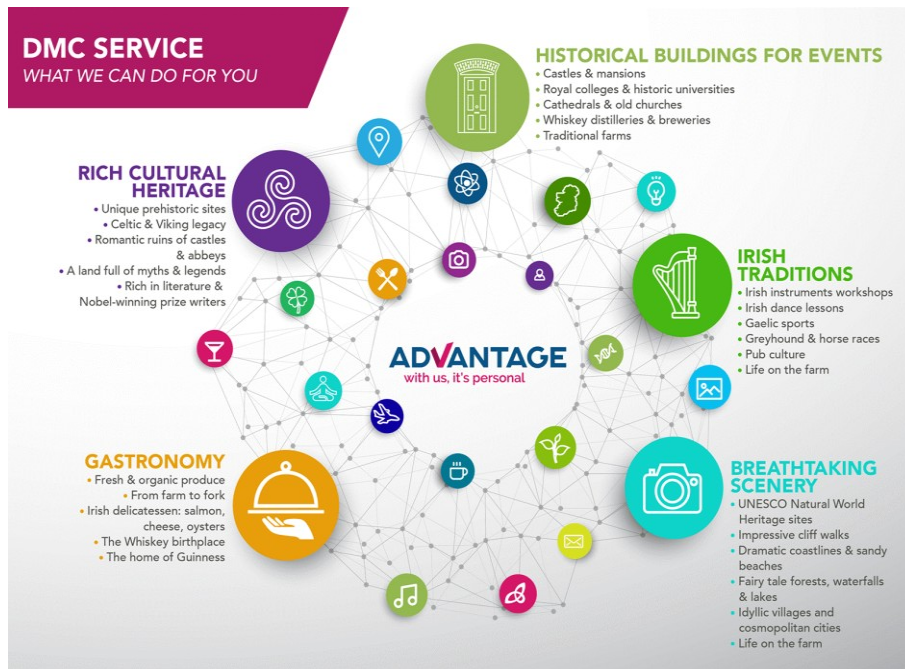 DMC SERVICE
WHAT WE CAN DO FOR YOU
HISTORICAL BUILDINGS FOR EVENTS
• Castles & mansions
• Royal colleges & historic universities
• Cathedrals & old churches
• Whiskey distilleries & breweries
• Traditional farms
RICH CULTURAL
HERITAGE
• Unique prehistoric sites
• Celtic & Viking legacy
• Romantic ruins of castles
& abbeys
• A land full of myths & legends
• Rich in literature &
Nobel-winning prize writers
IRISH
TRADITIONS
• Irish instruments workshops
• Irish dance lessons
• Gaelic sports
• Greyhound & horse races
• Pub culture
• Life on the farm
ADVANTAGE
with us, it's personal
GASTRONOMY
• Fresh & organic produce
• From farm to fork
• Irish delicatessen: salmon,
cheese, oysters
• The Whiskey birthplace
• The home of Guinness
BREATHTAKING
SCENERY
• UNESCO Natural World
Heritage sites
• Impressive cliff walks
• Dramatic coastlines & sandy
beaches
• Fairy tale forests, waterfalls
& lakes
• Idyllic villages and
cosmopolitan cities
• Life on the farm